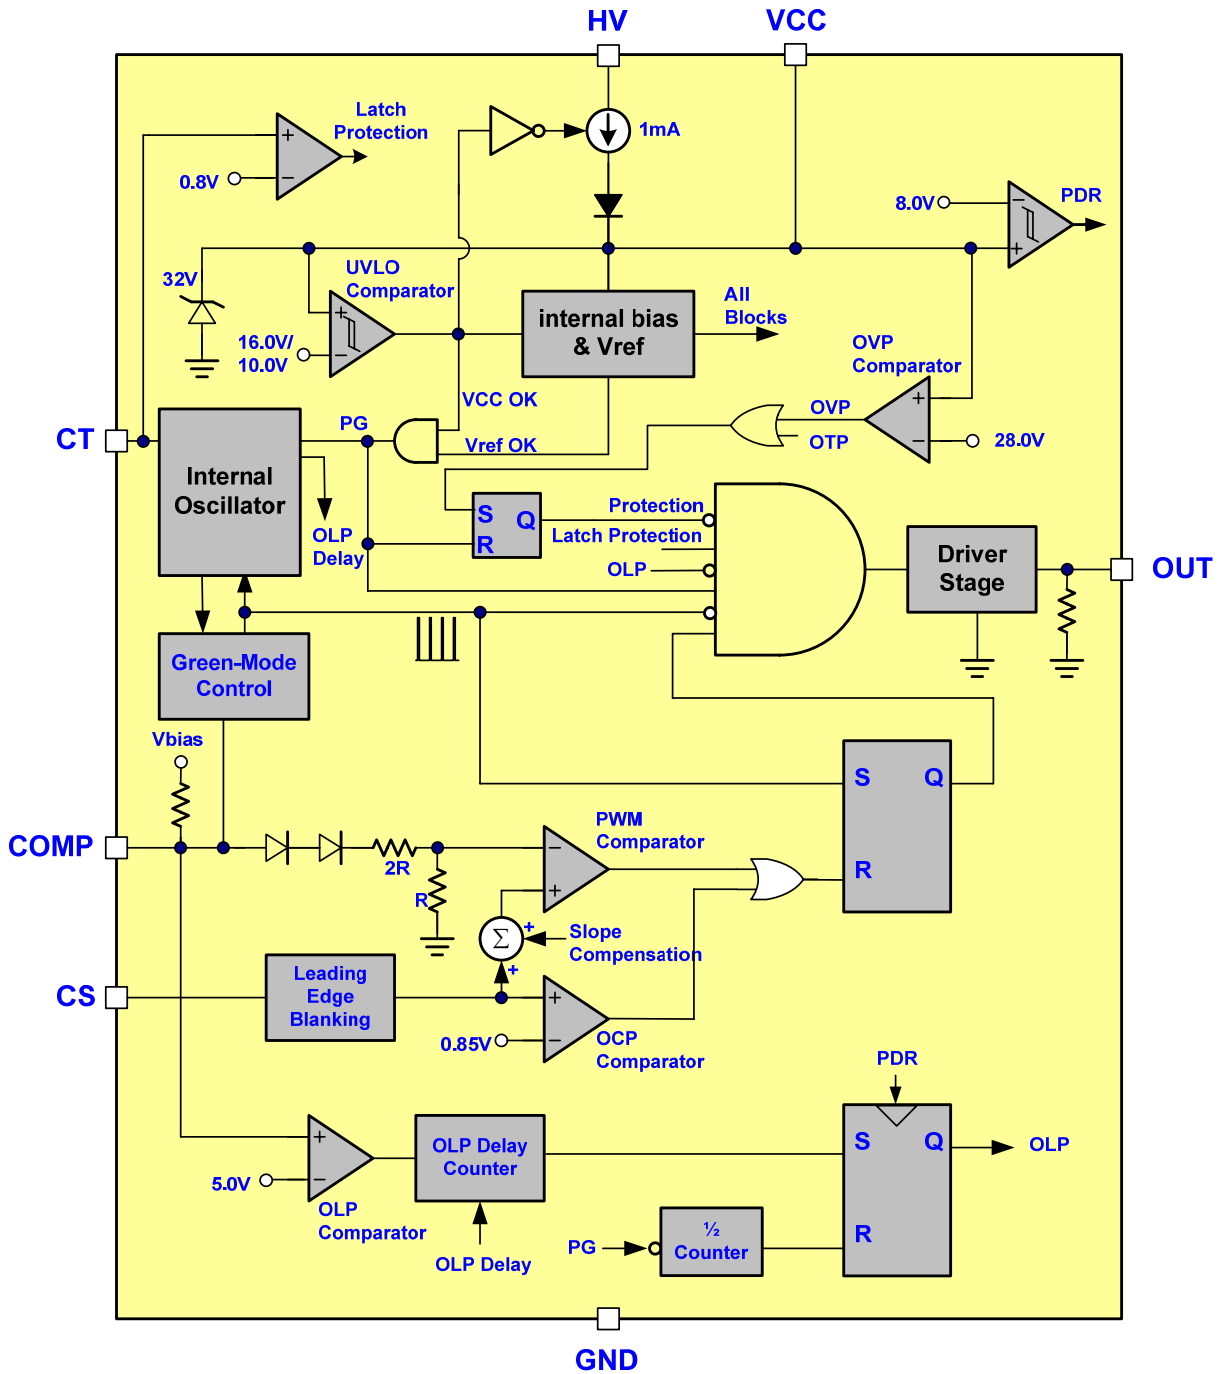 HV
VCC
Latch
Protection
1mA
0.8V
8.0V
PDR
+
−
−
+
32V
UVLO
Comparator
All
Blocks
internal bias
& Vref
16.0V/
10.0V
+
−
OVP
Comparator
VCC OK
OVP
+
PG
CT
Vref OK
OTP
−
28.0V
Internal
Oscillator
S
Q
R
Protection
Latch Protection
OLP
Delay
OLP
Driver
Stage
OUT
Green-Mode
Control
Vbias
S
Q
PWM
Comparator
COMP
2R
−
R
+
R
Σ
+
Slope
Compensation
+
Leading
Edge
Blanking
CS
+
0.85V
−
OCP
Comparator
PDR
+
OLP Delay
Counter
S
Q
OLP
5.0V
−
OLP
Comparator
½
Counter
PG
R
OLP Delay
GND